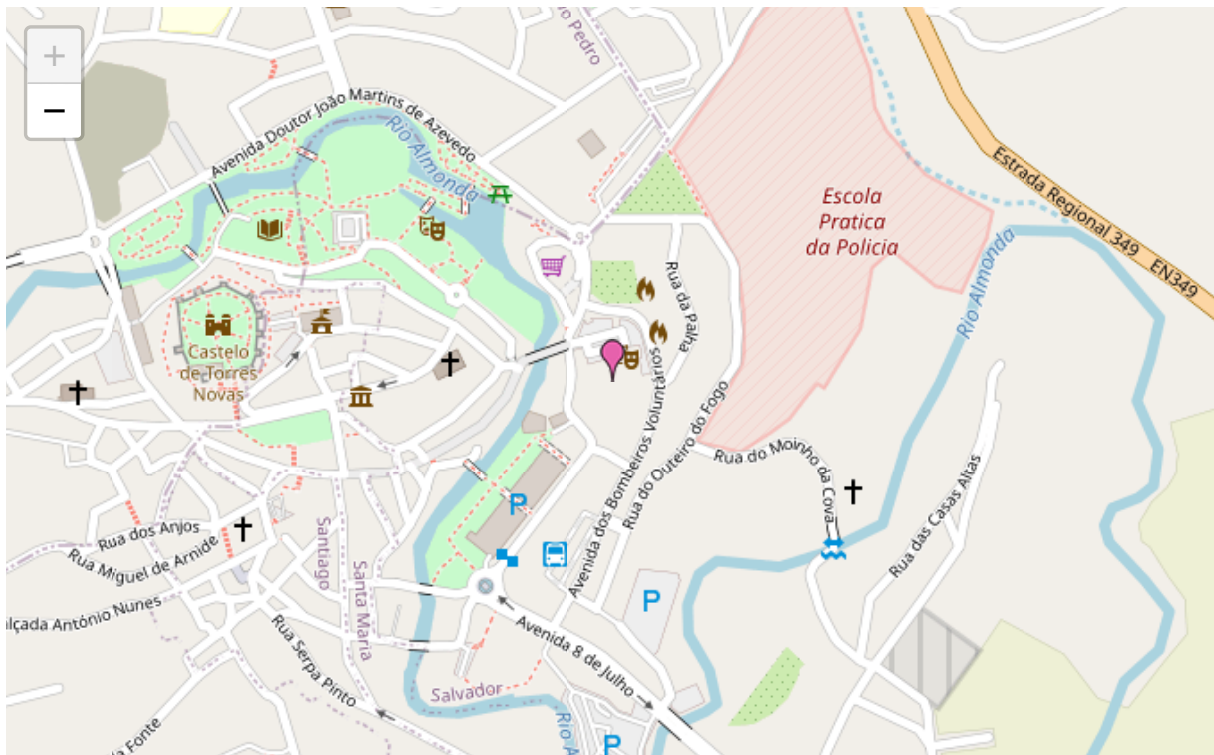 +
−
Avenida Doutor João Martins de Azevedo
Rio Almonda
Pedro
Escola
Pratica
da Policia
Estrada Regional 349
EN349
Rio Almonda
Rua da Palha
Castelo
de Torres
Novas
Avenida dos Bombeiros Voluntários
Rua do Outeiro do Fogo
Rua do Moinho da Cova
Rua das Casas Altas
P
Rua dos Anjos
Rua Miguel de Arnide
Santiago
Santa Maria
alçada António Nunes
Rua Serpa Pinto
P
Avenida 8 de Julho
Salvador
Rio A
P
da Fonte